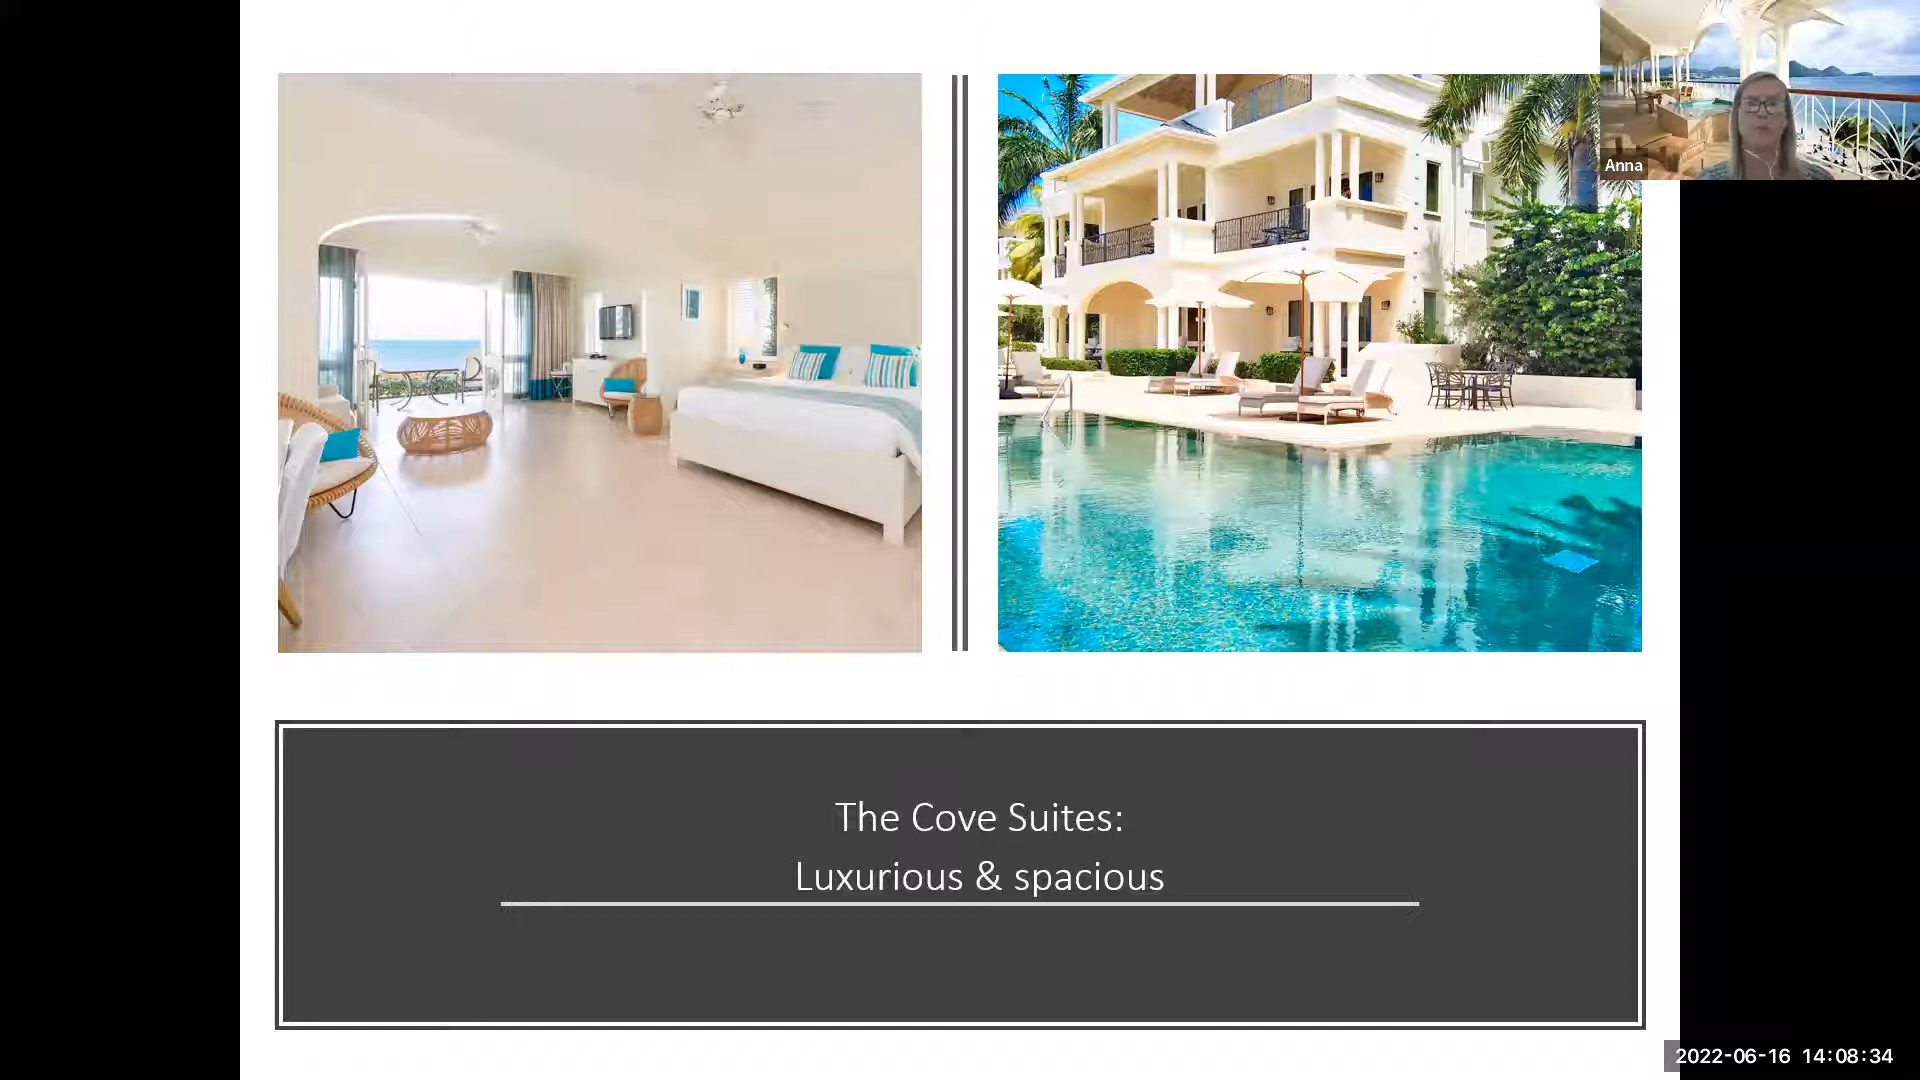 Anna
The Cove Suites:
Luxurious & spacious
2022-06-16 14:08:34